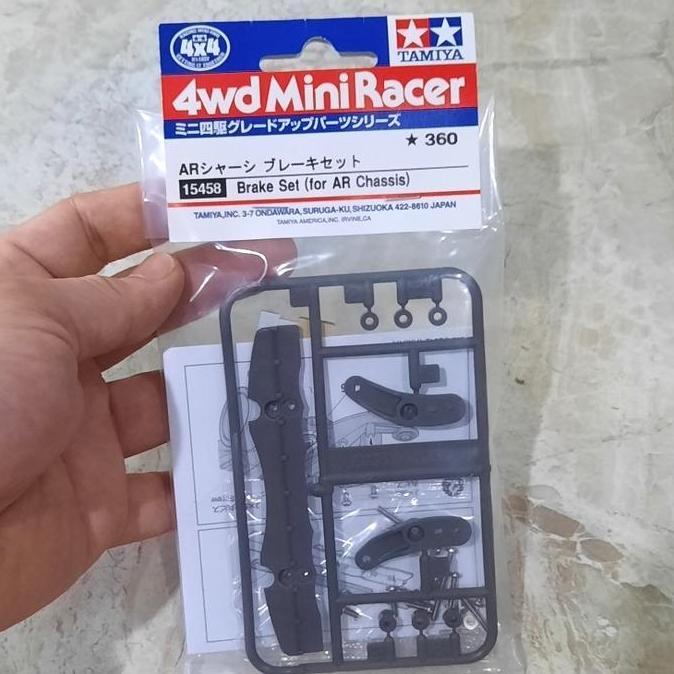 4x4
TAMIYA
4wd Mini Racer
ミニ四駆グレードアップパーツシリーズ
★ 360
ARシャーシ ブレーキセット
15458 Brake Set (for AR Chassis)
TAMIYA,INC. 3-7 ONDAWARA,SURUGA-KU,SHIZUOKA 422-8610 JAPAN
TAMIYA AMERICA,INC. IRVINE,CA